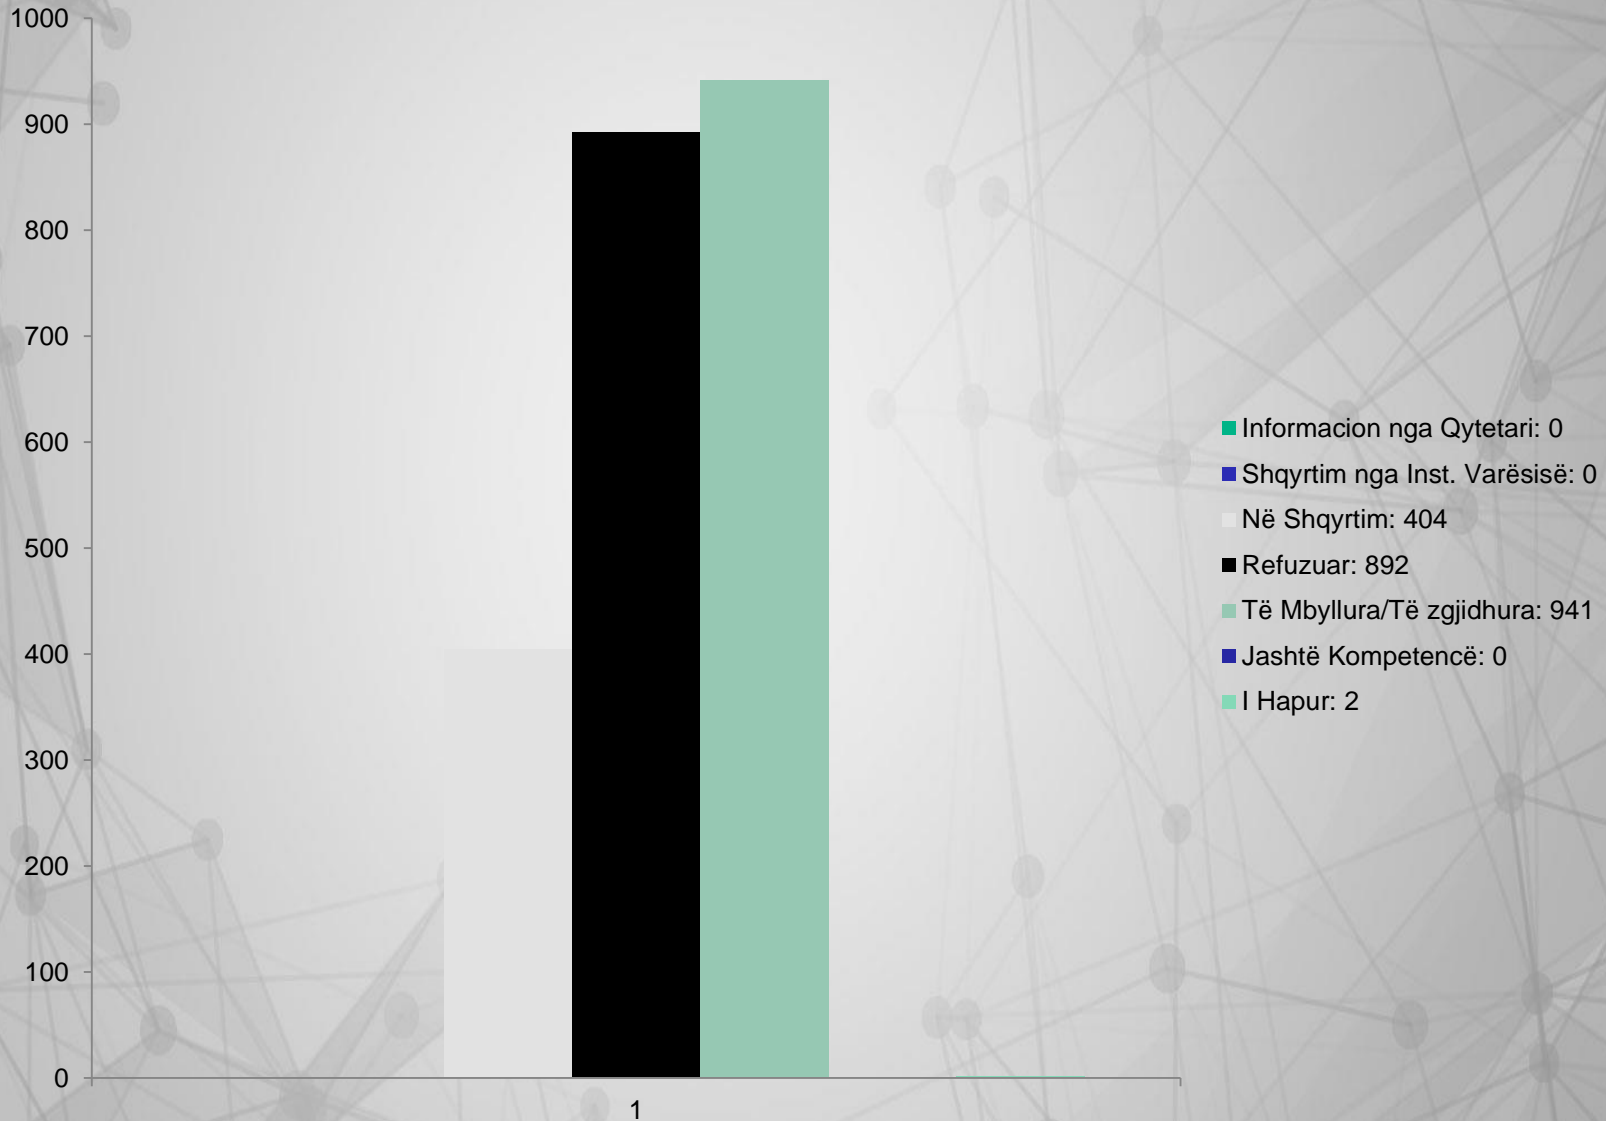 1000
900
800
700
600
500
400
300
200
100
0
1
Informacion nga Qytetari: 0
Shqyrtim nga Inst. Varësisë: 0
Në Shqyrtim: 404
Refuzuar: 892
Të Mbyllura/Të zgjidhura: 941
Jashtë Kompetencë: 0
I Hapur: 2